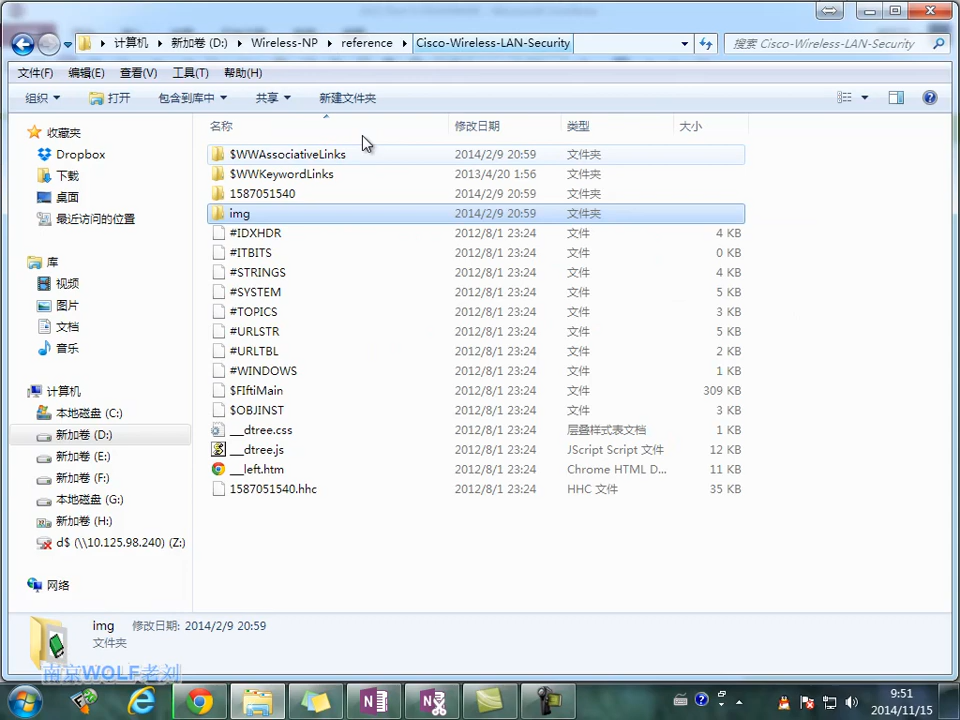 计算机 新加卷 (D:) Wireless-NP reference Cisco-Wireless-LAN-Security 搜索 Cisco-Wireless-LAN-Security
文件(F) 编辑(E) 查看(V) 工具(T) 帮助(H)
组织 打开 包含到库中 共享 新建文件夹
名称 修改日期 类型 大小
$WWAssociativeLinks 2014/2/9 20:59 文件夹
$WWKeywordLinks 2013/4/20 1:56 文件夹
1587051540 2014/2/9 20:59 文件夹
img 2014/2/9 20:59 文件夹
#IDXHDR 2012/8/1 23:24 文件 4 KB
#ITBITS 2012/8/1 23:24 文件 0 KB
#STRINGS 2012/8/1 23:24 文件 4 KB
#SYSTEM 2012/8/1 23:24 文件 5 KB
#TOPICS 2012/8/1 23:24 文件 3 KB
#URLSTR 2012/8/1 23:24 文件 5 KB
#URLTBL 2012/8/1 23:24 文件 2 KB
#WINDOWS 2012/8/1 23:24 文件 1 KB
$FIftiMain 2012/8/1 23:24 文件 309 KB
$OBJINST 2012/8/1 23:24 文件 3 KB
__dtree.css 2012/8/1 23:24 层叠样式表文档 1 KB
__dtree.js 2012/8/1 23:24 JScript Script 文件 12 KB
__left.htm 2012/8/1 23:24 Chrome HTML D... 11 KB
1587051540.hhc 2012/8/1 23:24 HHC 文件 35 KB
收藏夹
Dropbox
下载
桌面
最近访问的位置
库
视频
图片
文档
音乐
计算机
本地磁盘 (C:)
新加卷 (D:)
新加卷 (E:)
新加卷 (F:)
本地磁盘 (G:)
新加卷 (H:)
d$ (\\10.125.98.240) (Z:)
网络
img 修改日期: 2014/2/9 20:59
文件夹
南京WOLF老刘
9:51
2014/11/15